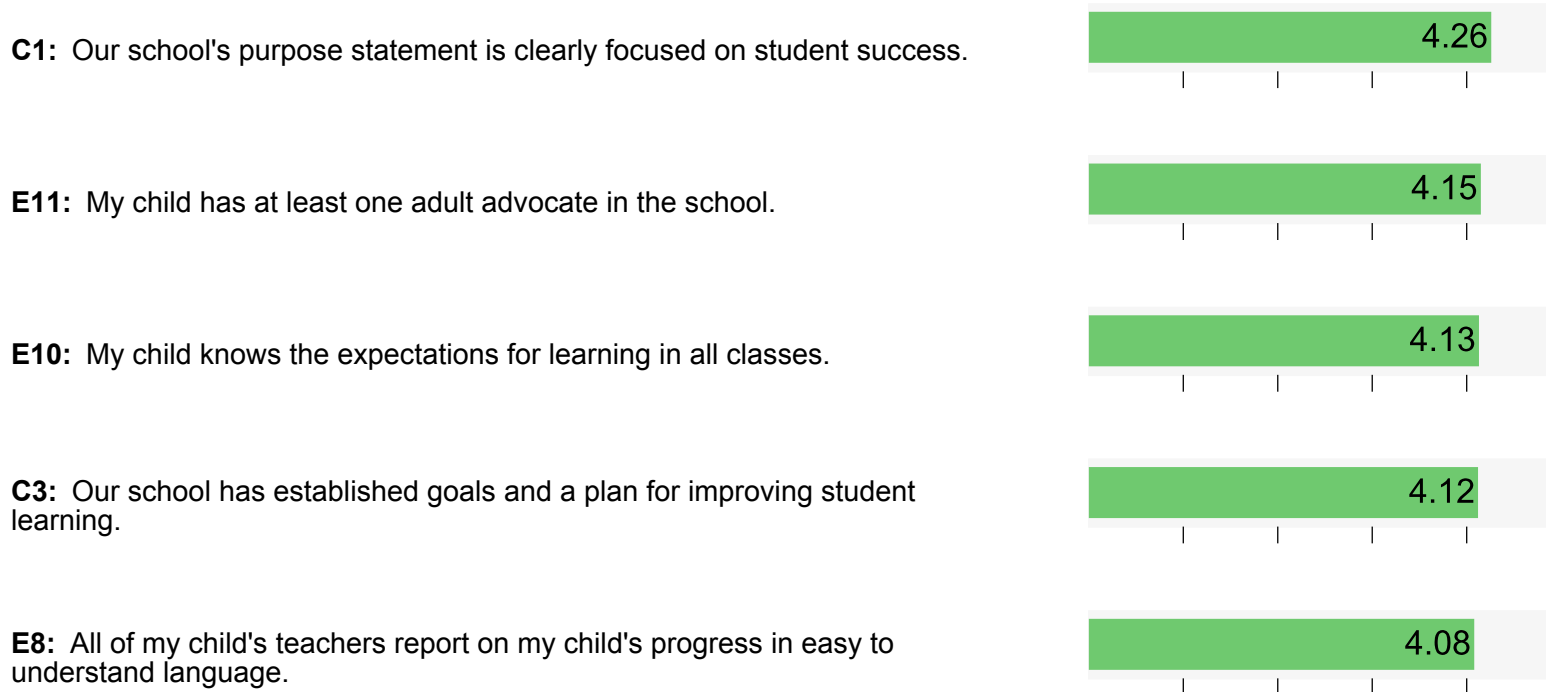 C1: Our school's purpose statement is clearly focused on student success.
4.26
E11: My child has at least one adult advocate in the school.
4.15
E10: My child knows the expectations for learning in all classes.
4.13
C3: Our school has established goals and a plan for improving student
learning.
4.12
E8: All of my child's teachers report on my child's progress in easy to
understand language.
4.08